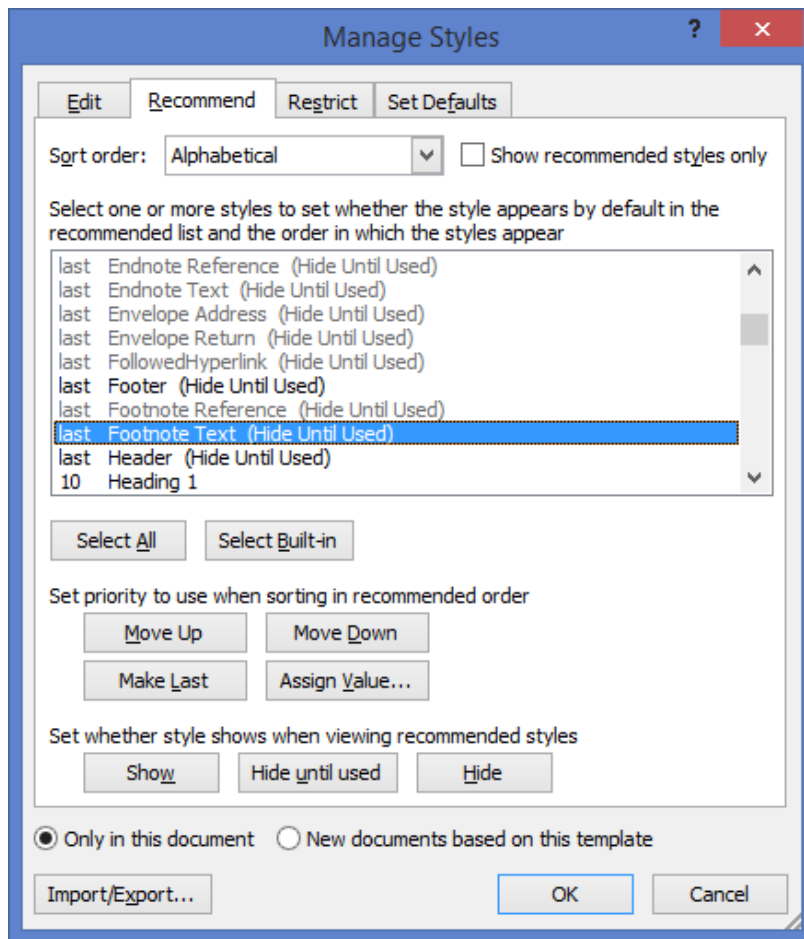 Manage Styles
?
Edit Recommend Restrict Set Defaults
Sort order: Alphabetical Show recommended styles only
Select one or more styles to set whether the style appears by default in the
recommended list and the order in which the styles appear
last Endnote Reference (Hide Until Used)
last Endnote Text (Hide Until Used)
last Envelope Address (Hide Until Used)
last Envelope Return (Hide Until Used)
last FollowedHyperlink (Hide Until Used)
last Footer (Hide Until Used)
last Footnote Reference (Hide Until Used)
last Footnote Text (Hide Until Used)
last Header (Hide Until Used)
10 Heading 1
Select All Select Built-in
Set priority to use when sorting in recommended order
Move Up Move Down
Make Last Assign Value...
Set whether style shows when viewing recommended styles
Show Hide until used Hide
Only in this document New documents based on this template
Import/Export... OK Cancel